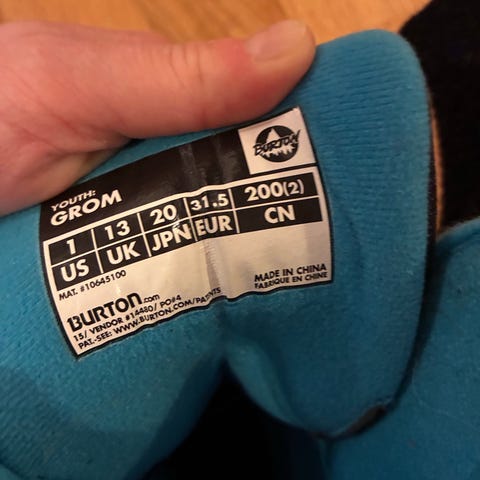 BURTON
YOUTH:
GROM
1 13 20 31.5 200(2)
US UK JPN EUR CN
MAT. #10645100
MADE IN CHINA
FABRIQUE EN CHINE
BURTON.com
15/ VENDOR #14480/ PO#4
PAT.-SEE: WWW.BURTON.COM/PATENTS